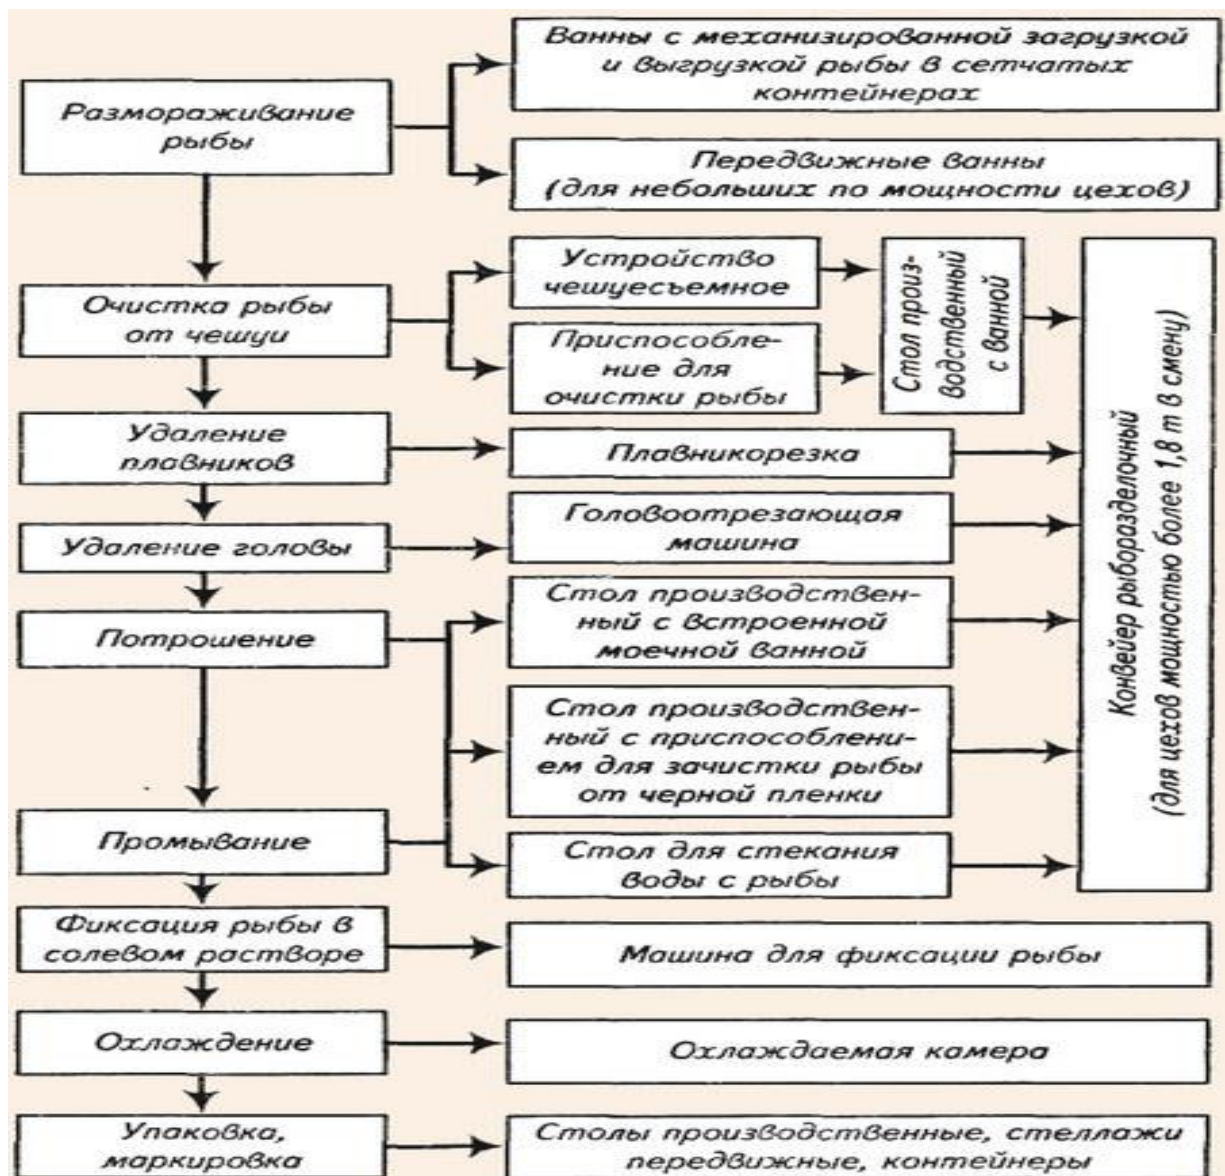 Размораживание
рыбы
Ванны с механизированной загрузкой
и выгрузкой рыбы в сетчатых
контейнерах
Передвижные ванны
(для небольших по мощности цехов)
Очистка рыбы
от чешуи
Устройство
чешуесъемное
Приспособле-
ние для
очистки рыбы
Стол произ-
водственный
с ванной
Конвейер рыборазделочный
(для цехов мощностью более 1,8 т в смену)
Удаление
плавников
Плавникорезка
Удаление головы
Головоотрезающая
машина
Потрошение
Стол производствен-
ный с встроенной
моечной ванной
Стол производствен-
ный с приспособлени-
ем для зачистки рыбы
от черной пленки
Промывание
Стол для стекания
воды с рыбы
Фиксация рыбы в
солевом растворе
Машина для фиксации рыбы
Охлаждение
Охлаждаемая камера
Упаковка,
маркировка
Столы производственные, стеллажи
передвижные, контейнеры